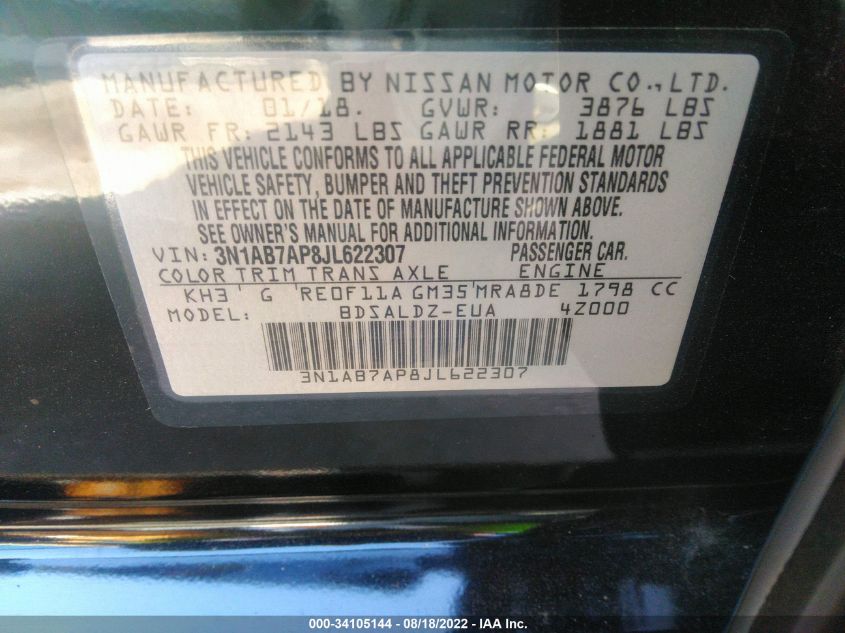 MANUFACTURED BY NISSAN MOTOR CO.,LTD.
DATE: 01/18. GVWR: 3876 LBS
GAWR FR: 2143 LBS GAWR RR: 1881 LBS
THIS VEHICLE CONFORMS TO ALL APPLICABLE FEDERAL MOTOR
VEHICLE SAFETY, BUMPER AND THEFT PREVENTION STANDARDS
IN EFFECT ON THE DATE OF MANUFACTURE SHOWN ABOVE.
SEE OWNER'S MANUAL FOR ADDITIONAL INFORMATION.
VIN: 3N1AB7AP8JL622307 PASSENGER CAR.
COLOR TRIM TRANS AXLE ENGINE
KH3 G RE0F11A GM35 MRA8DE 1798 CC
MODEL: BDSALDZ-EUA 4Z000
3N1AB7AP8JL622307
000-34105144 - 08/18/2022 - IAA Inc.